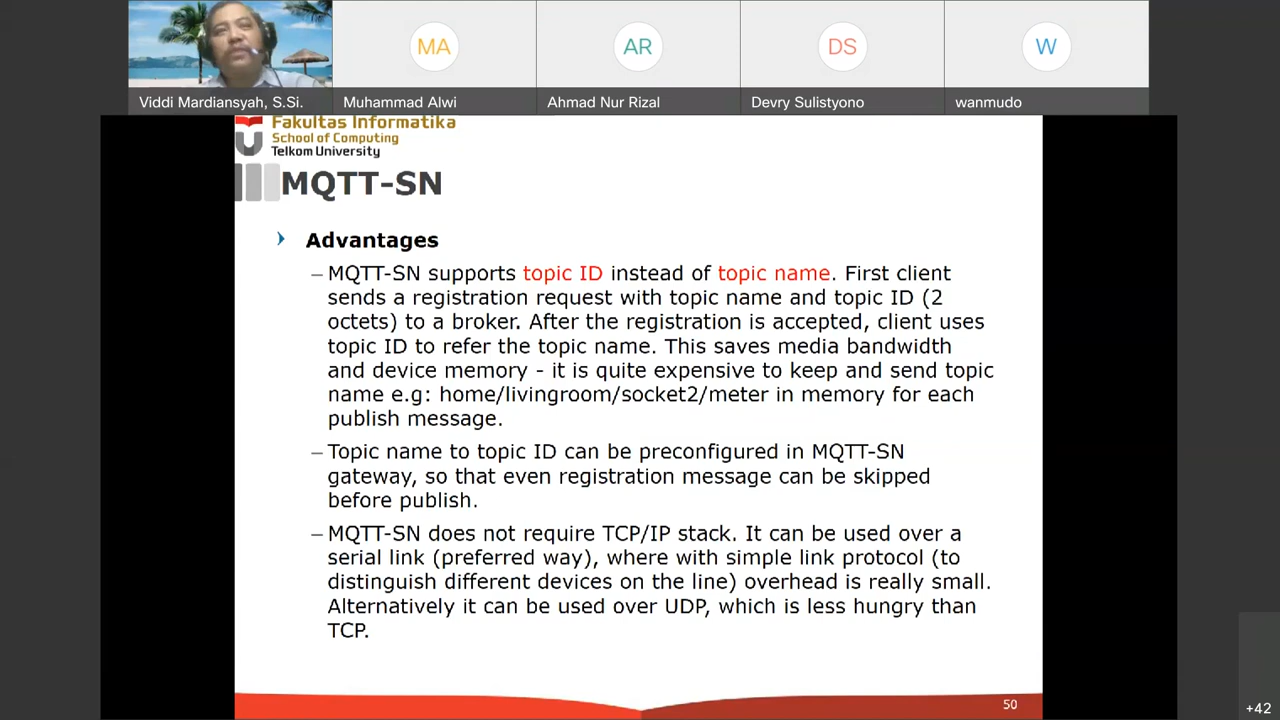 MA
AR
DS
W
Viddi Mardiansyah, S.Si.
Muhammad Alwi
Ahmad Nur Rizal
Devry Sulistyono
wanmudo
Fakultas Informatika
School of Computing
Telkom University
MQTT-SN
Advantages
– MQTT-SN supports topic ID instead of topic name. First client
sends a registration request with topic name and topic ID (2
octets) to a broker. After the registration is accepted, client uses
topic ID to refer the topic name. This saves media bandwidth
and device memory - it is quite expensive to keep and send topic
name e.g: home/livingroom/socket2/meter in memory for each
publish message.
– Topic name to topic ID can be preconfigured in MQTT-SN
gateway, so that even registration message can be skipped
before publish.
– MQTT-SN does not require TCP/IP stack. It can be used over a
serial link (preferred way), where with simple link protocol (to
distinguish different devices on the line) overhead is really small.
Alternatively it can be used over UDP, which is less hungry than
TCP.
50
+42